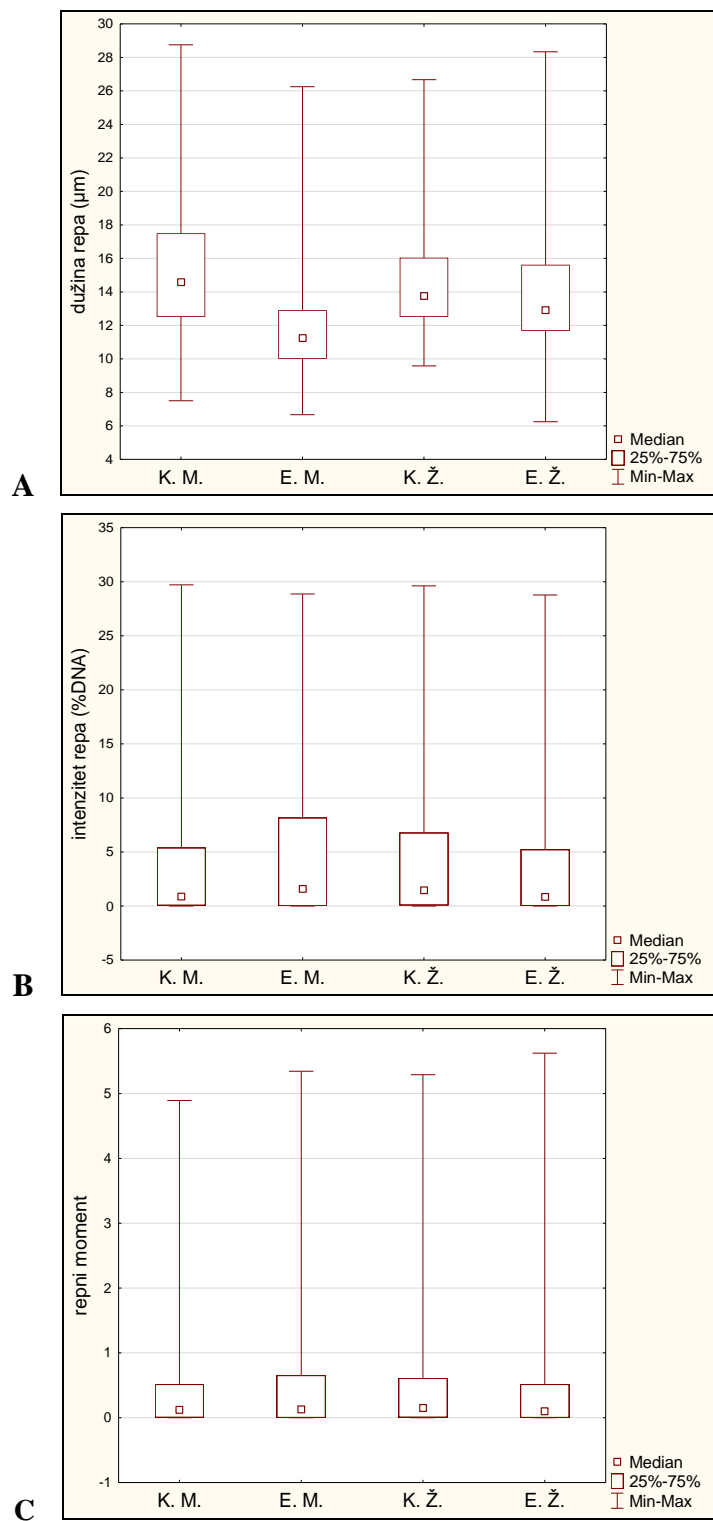 30
28
26
24
22
20
18
16
14
12
10
8
6
4
dužina repa (µm)
K. M. E. M. K. Ž. E. Ž.
Median
25%-75%
Min-Max
A
35
30
25
20
15
10
5
0
-5
intenzitet repa (%DNA)
K. M. E. M. K. Ž. E. Ž.
Median
25%-75%
Min-Max
B
6
5
4
3
2
1
0
-1
repni moment
K. M. E. M. K. Ž. E. Ž.
Median
25%-75%
Min-Max
C